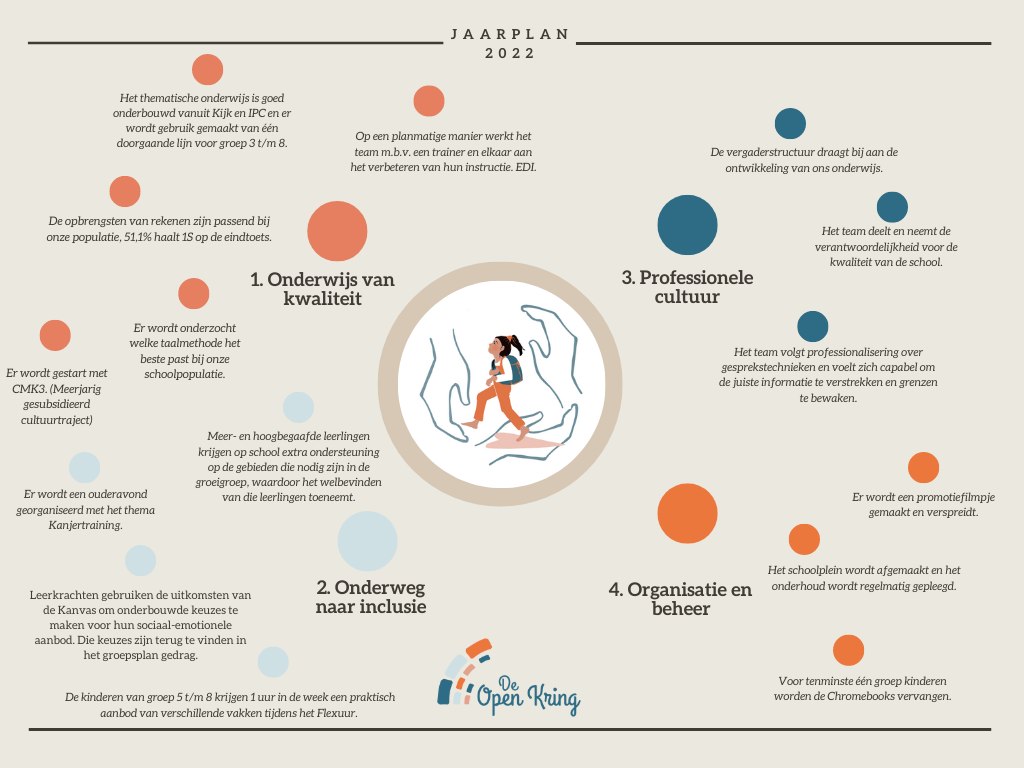 JAARPLAN
2022
Het thematische onderwijs is goed
onderbouwd vanuit Kijk en IPC en er
wordt gebruik gemaakt van één
doorgaande lijn voor groep 3 t/m 8.
Op een planmatige manier werkt het
team m.b.v. een trainer en elkaar aan
het verbeteren van hun instructie. EDI.
De opbrengsten van rekenen zijn passend bij
onze populatie, 51,1% haalt 1S op de eindtoets.
1. Onderwijs van
kwaliteit
Er wordt onderzocht
welke taalmethode het
beste past bij onze
schoolpopulatie.
Er wordt gestart met
CMK3. (Meerjarig
gesubsidieerd
cultuurtraject)
Meer- en hoogbegaafde leerlingen
krijgen op school extra ondersteuning
op de gebieden die nodig zijn in de
groeigroep, waardoor het welbevinden
van die leerlingen toeneemt.
Er wordt een ouderavond
georganiseerd met het thema
Kanjertraining.
2. Onderweg
naar inclusie
Leerkrachten gebruiken de uitkomsten van
de Kanvas om onderbouwde keuzes te
maken voor hun sociaal-emotionele
aanbod. Die keuzes zijn terug te vinden in
het groepsplan gedrag.
De kinderen van groep 5 t/m 8 krijgen 1 uur in de week een praktisch
aanbod van verschillende vakken tijdens het Flexuur.
De vergaderstructuur draagt bij aan de
ontwikkeling van ons onderwijs.
Het team deelt en neemt de
verantwoordelijkheid voor de
kwaliteit van de school.
3. Professionele
cultuur
Het team volgt professionalisering over
gesprekstechnieken en voelt zich capabel om
de juiste informatie te verstrekken en grenzen
te bewaken.
Er wordt een promotiefilmpje
gemaakt en verspreidt.
Het schoolplein wordt afgemaakt en het
onderhoud wordt regelmatig gepleegd.
4. Organisatie en
beheer
Voor tenminste één groep kinderen
worden de Chromebooks vervangen.
De
Open Kring